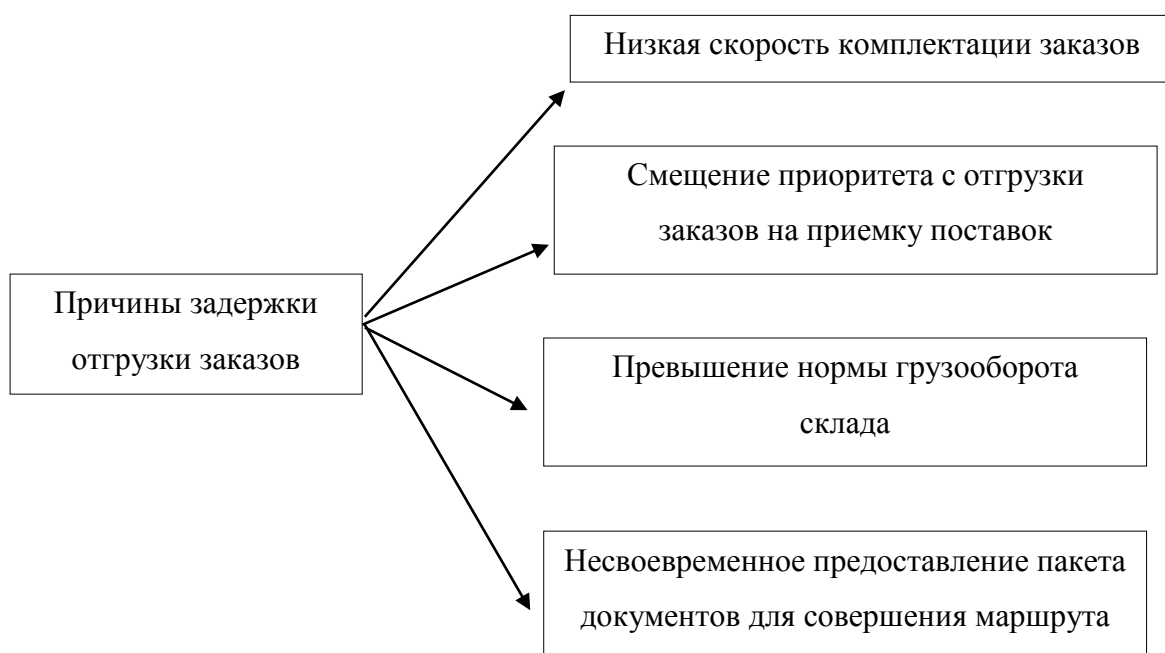 Низкая скорость комплектации заказов
Смещение приоритета с отгрузки
заказов на приемку поставок
Причины задержки
отгрузки заказов
Превышение нормы грузооборота
склада
Несвоевременное предоставление пакета
документов для совершения маршрута